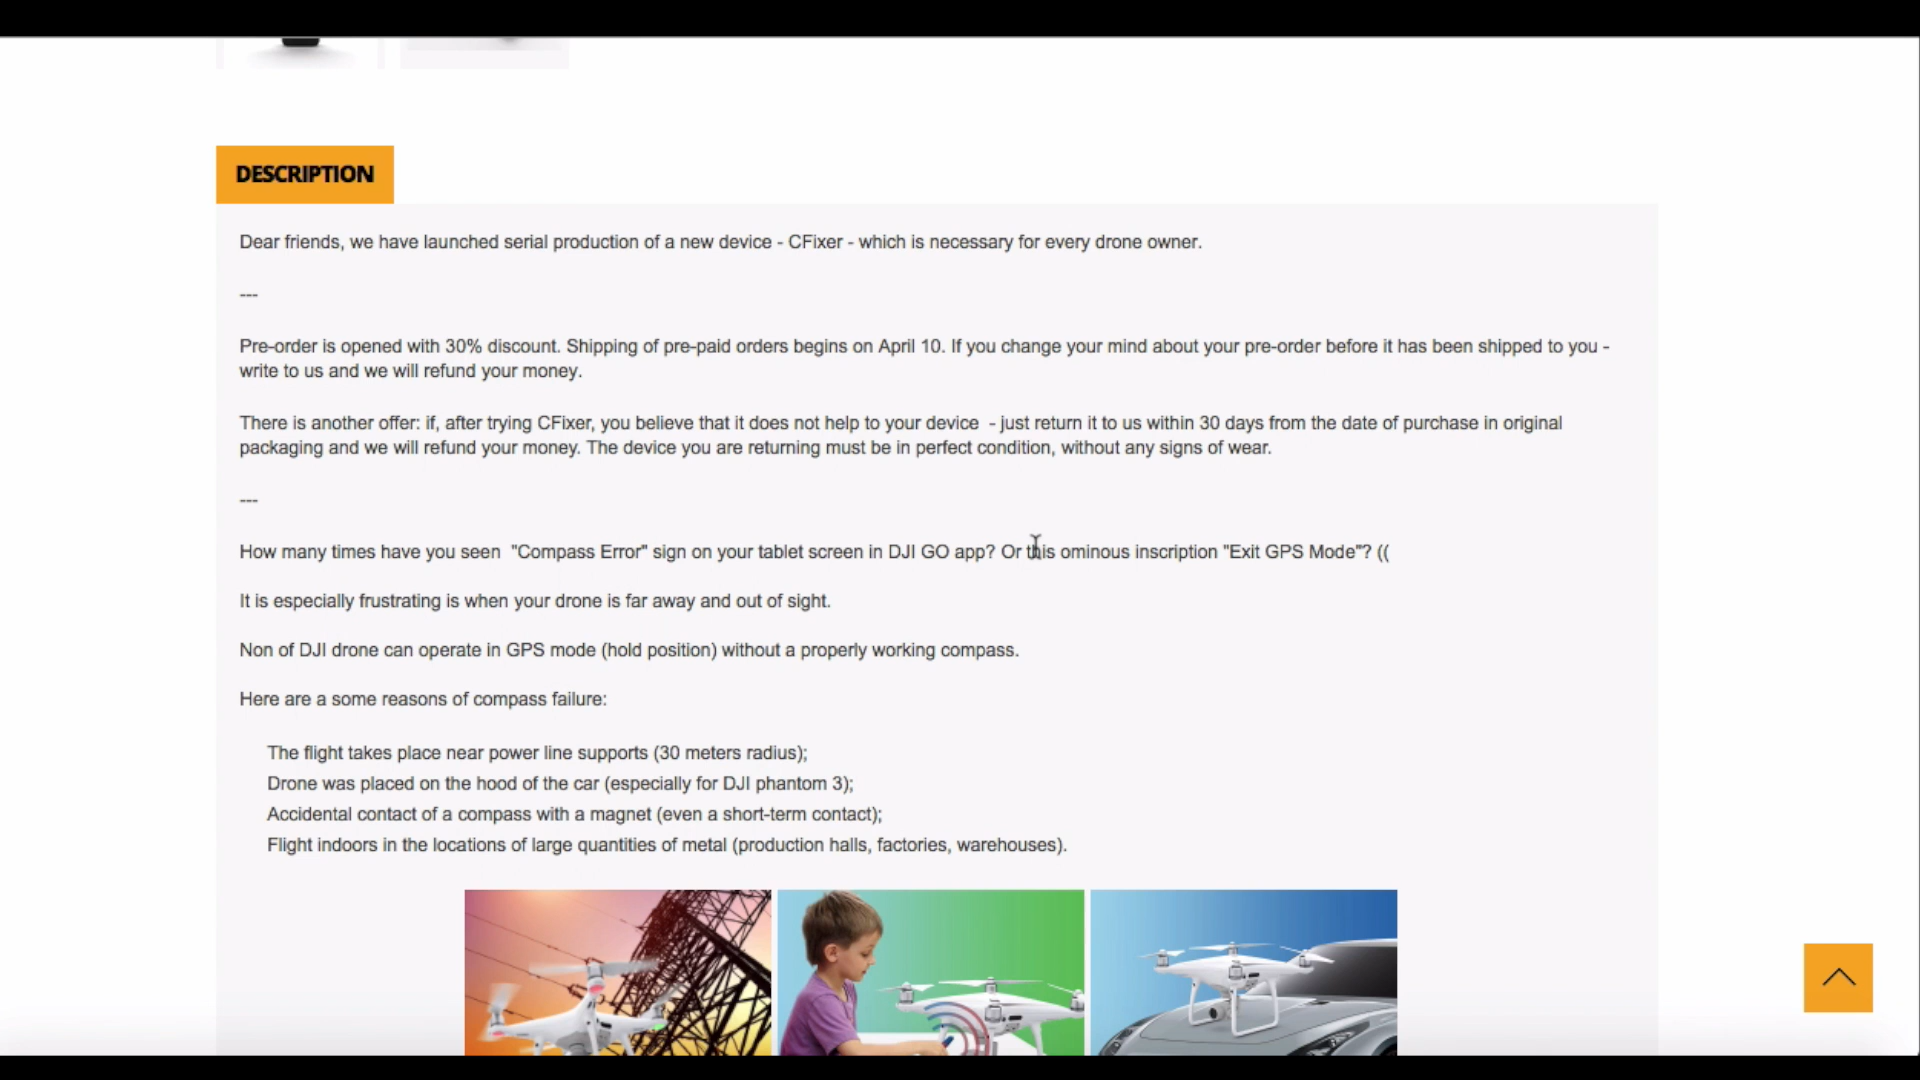 DESCRIPTION
Dear friends, we have launched serial production of a new device - CFixer - which is necessary for every drone owner.
---
Pre-order is opened with 30% discount. Shipping of pre-paid orders begins on April 10. If you change your mind about your pre-order before it has been shipped to you -
write to us and we will refund your money.
There is another offer: if, after trying CFixer, you believe that it does not help to your device  - just return it to us within 30 days from the date of purchase in original
packaging and we will refund your money. The device you are returning must be in perfect condition, without any signs of wear.
---
How many times have you seen  "Compass Error" sign on your tablet screen in DJI GO app? Or this ominous inscription "Exit GPS Mode"? ((
It is especially frustrating is when your drone is far away and out of sight.
Non of DJI drone can operate in GPS mode (hold position) without a properly working compass.
Here are a some reasons of compass failure:
The flight takes place near power line supports (30 meters radius);
Drone was placed on the hood of the car (especially for DJI phantom 3);
Accidental contact of a compass with a magnet (even a short-term contact);
Flight indoors in the locations of large quantities of metal (production halls, factories, warehouses).